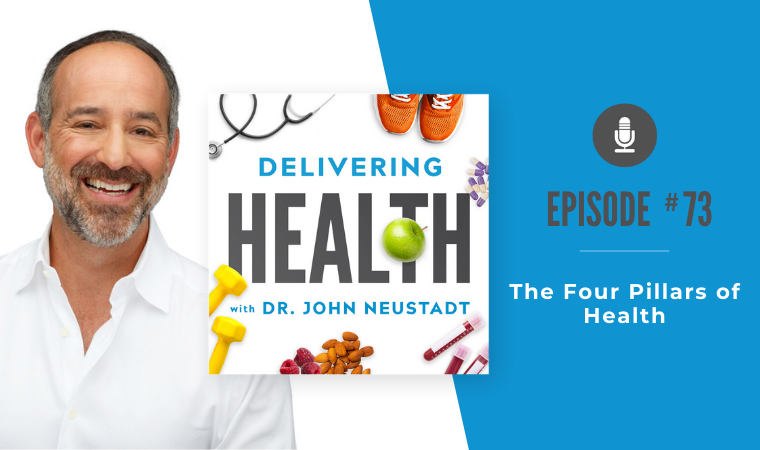 DELIVERING
HEALTH
with DR. JOHN NEUSTADT
EPISODE #73
The Four Pillars of
Health